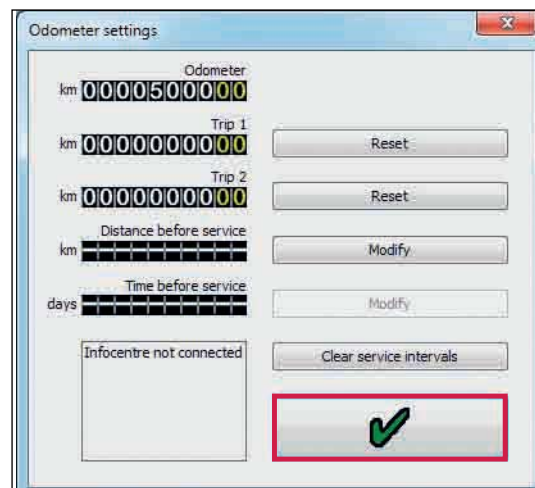 Odometer settings
Odometer
km 0000500000
Trip 1
km 0000000000
Reset
Trip 2
km 0000000000
Reset
Distance before service
km ----------
Modify
Time before service
days ----------
Modify
Infocentre not connected
Clear service intervals